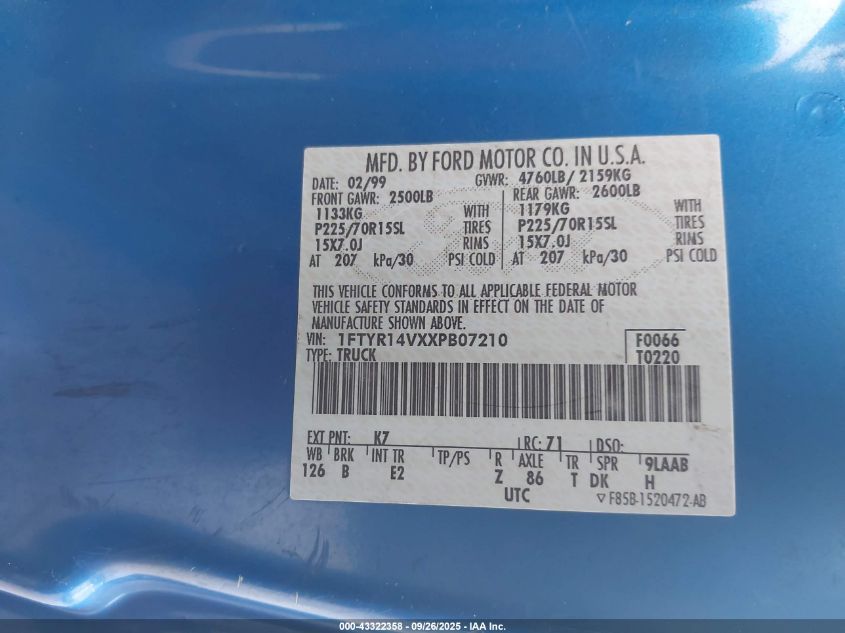 MFD. BY FORD MOTOR CO. IN U.S.A.
DATE: 02/99 GVWR: 4760LB/ 2159KG
FRONT GAWR: 2500LB REAR GAWR: 2600LB
1133KG WITH 1179KG WITH
P225/70R15SL TIRES P225/70R15SL TIRES
15X7.0J RIMS 15X7.0J RIMS
AT 207 kPa/30 PSI COLD AT 207 kPa/30 PSI COLD
THIS VEHICLE CONFORMS TO ALL APPLICABLE FEDERAL MOTOR
VEHICLE SAFETY STANDARDS IN EFFECT ON THE DATE OF
MANUFACTURE SHOWN ABOVE.
VIN: 1FTYR14VXXPB07210 F0066
TYPE: TRUCK T0220
EXT PNT: K7 RC: 71 DSO:
WB BRK INT TR TP/PS R AXLE TR SPR 9LAAB
126 B E2 Z 86 T DK H
UTC F85B-1520472-AB
000-43322358 - 09/26/2025 - IAA Inc.